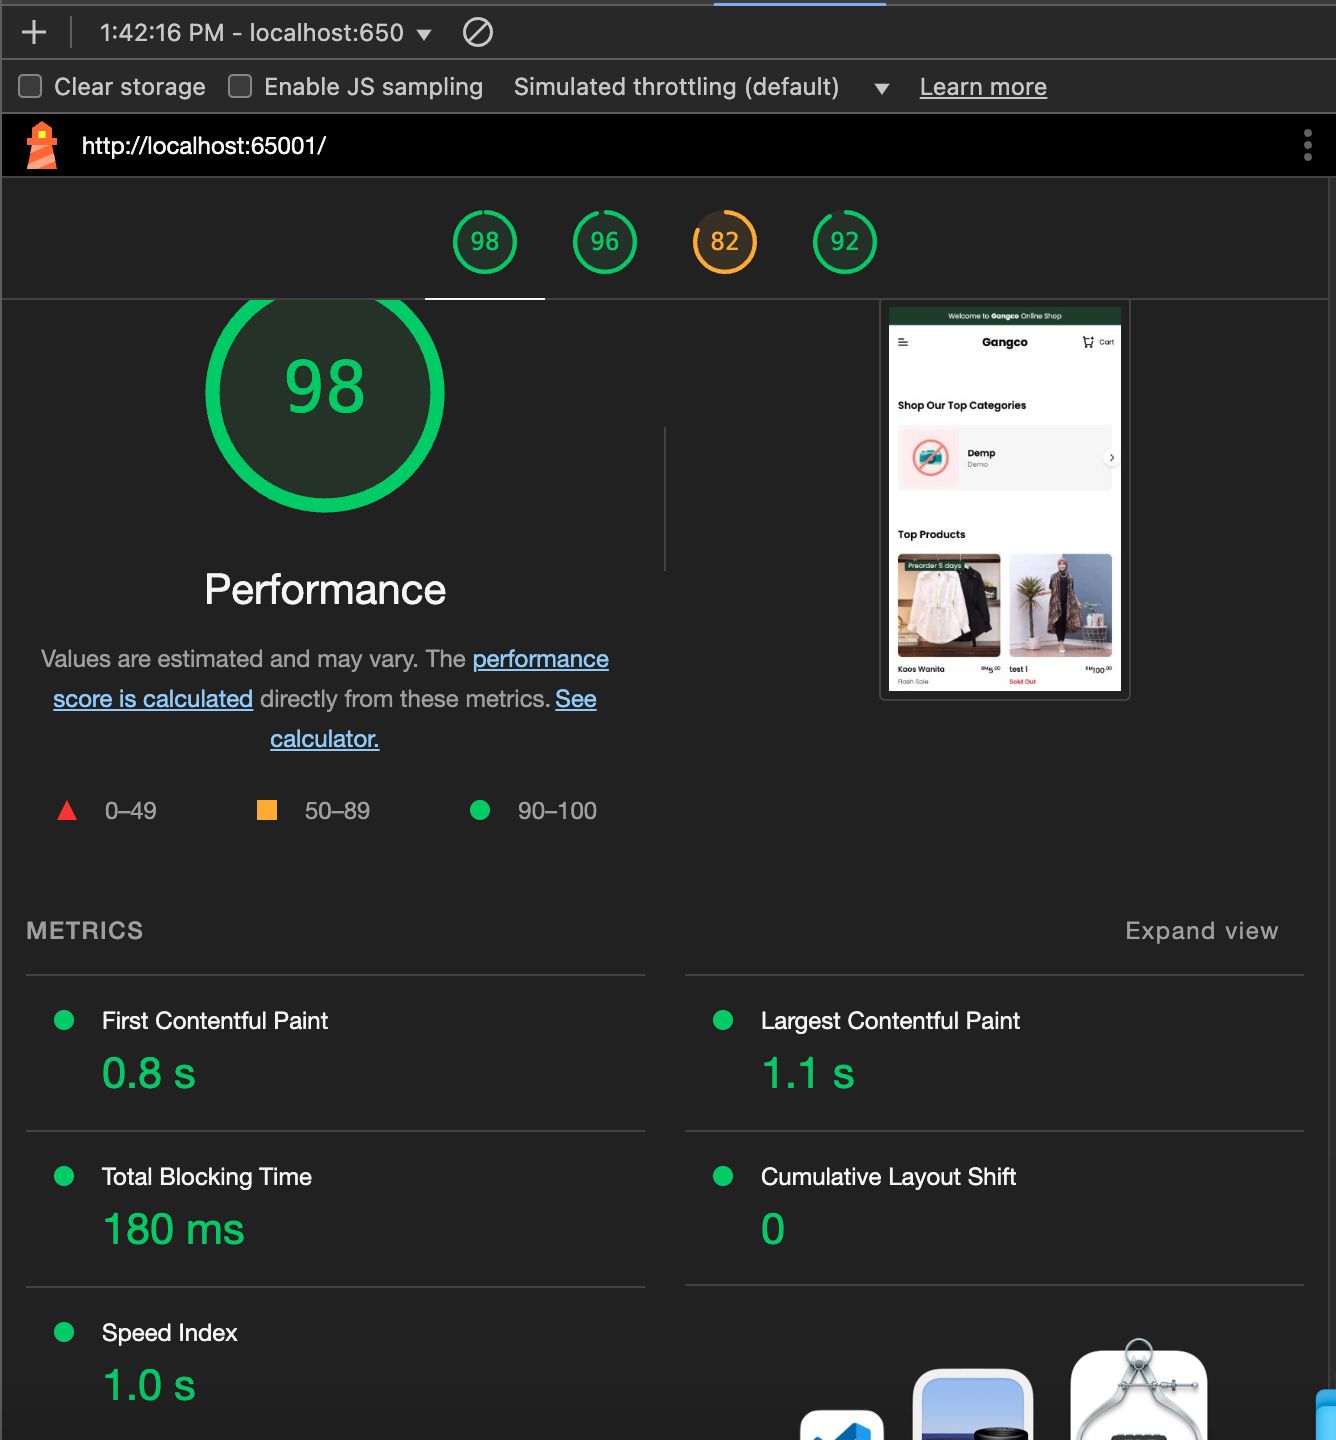 1:42:16 PM - localhost:650
Clear storage Enable JS sampling Simulated throttling (default) Learn more
http://localhost:65001/
98 96 82 92
98
Performance
Values are estimated and may vary. The performance
score is calculated directly from these metrics. See
calculator.
0–49 50–89 90–100
Welcome to Gangco Online Shop
Gangco Cart
Shop Our Top Categories
Demp
Demo
Top Products
Preorder 5 days
Kaos Wanita RM5.00 test 1 RM100.00
Flash Sale Sold Out
METRICS Expand view
First Contentful Paint
0.8 s
Largest Contentful Paint
1.1 s
Total Blocking Time
180 ms
Cumulative Layout Shift
0
Speed Index
1.0 s